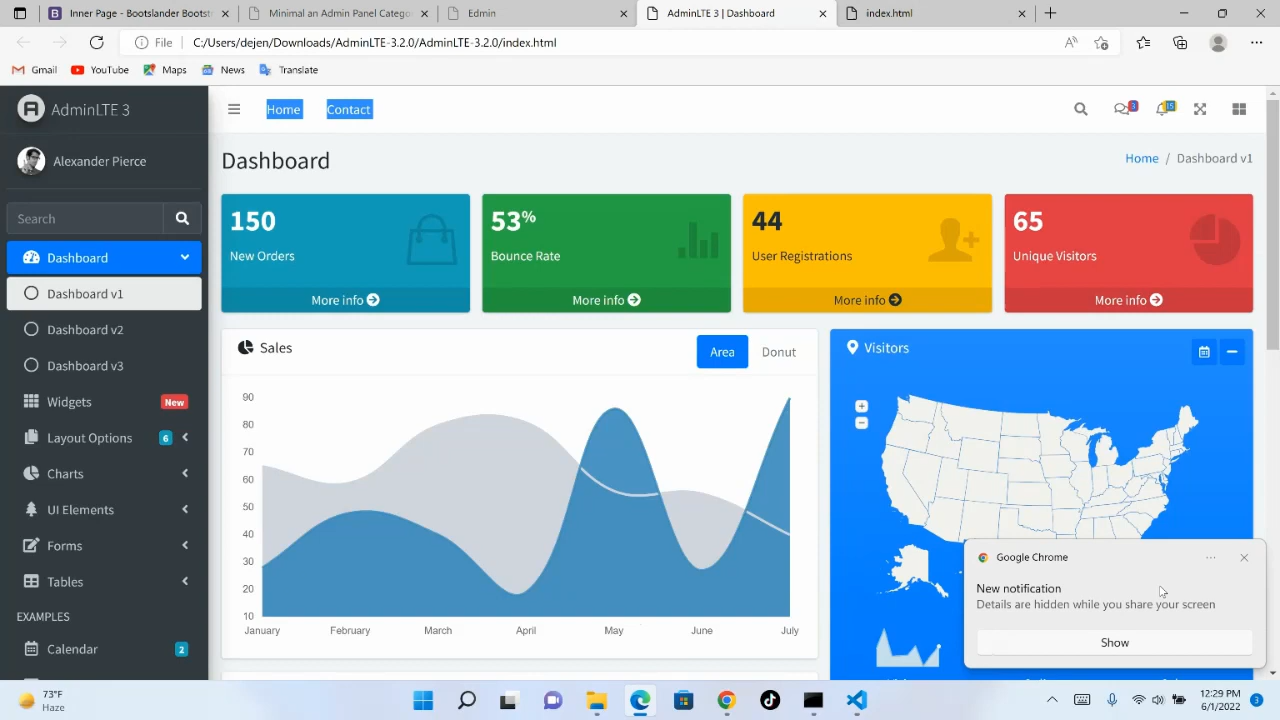 Inner Page - Bootslander Bootst
Minimal an Admin Panel Catego
Edmin
AdminLTE 3 | Dashboard
index.html
File
C:/Users/dejen/Downloads/AdminLTE-3.2.0/AdminLTE-3.2.0/index.html
Gmail
YouTube
Maps
News
Translate
AdminLTE 3
Home
Contact
3
15
Alexander Pierce
Dashboard
Home / Dashboard v1
Search
150
New Orders
More info
53%
Bounce Rate
More info
44
User Registrations
More info
65
Unique Visitors
More info
Dashboard
Dashboard v1
Dashboard v2
Dashboard v3
Widgets New
Layout Options 6
Charts
UI Elements
Forms
Tables
EXAMPLES
Calendar 2
Sales
Area
Donut
90
80
70
60
50
40
30
20
10
January February March April May June July
Visitors
+
-
Google Chrome
New notification
Details are hidden while you share your screen
Show
73°F
Haze
12:29 PM
6/1/2022
3